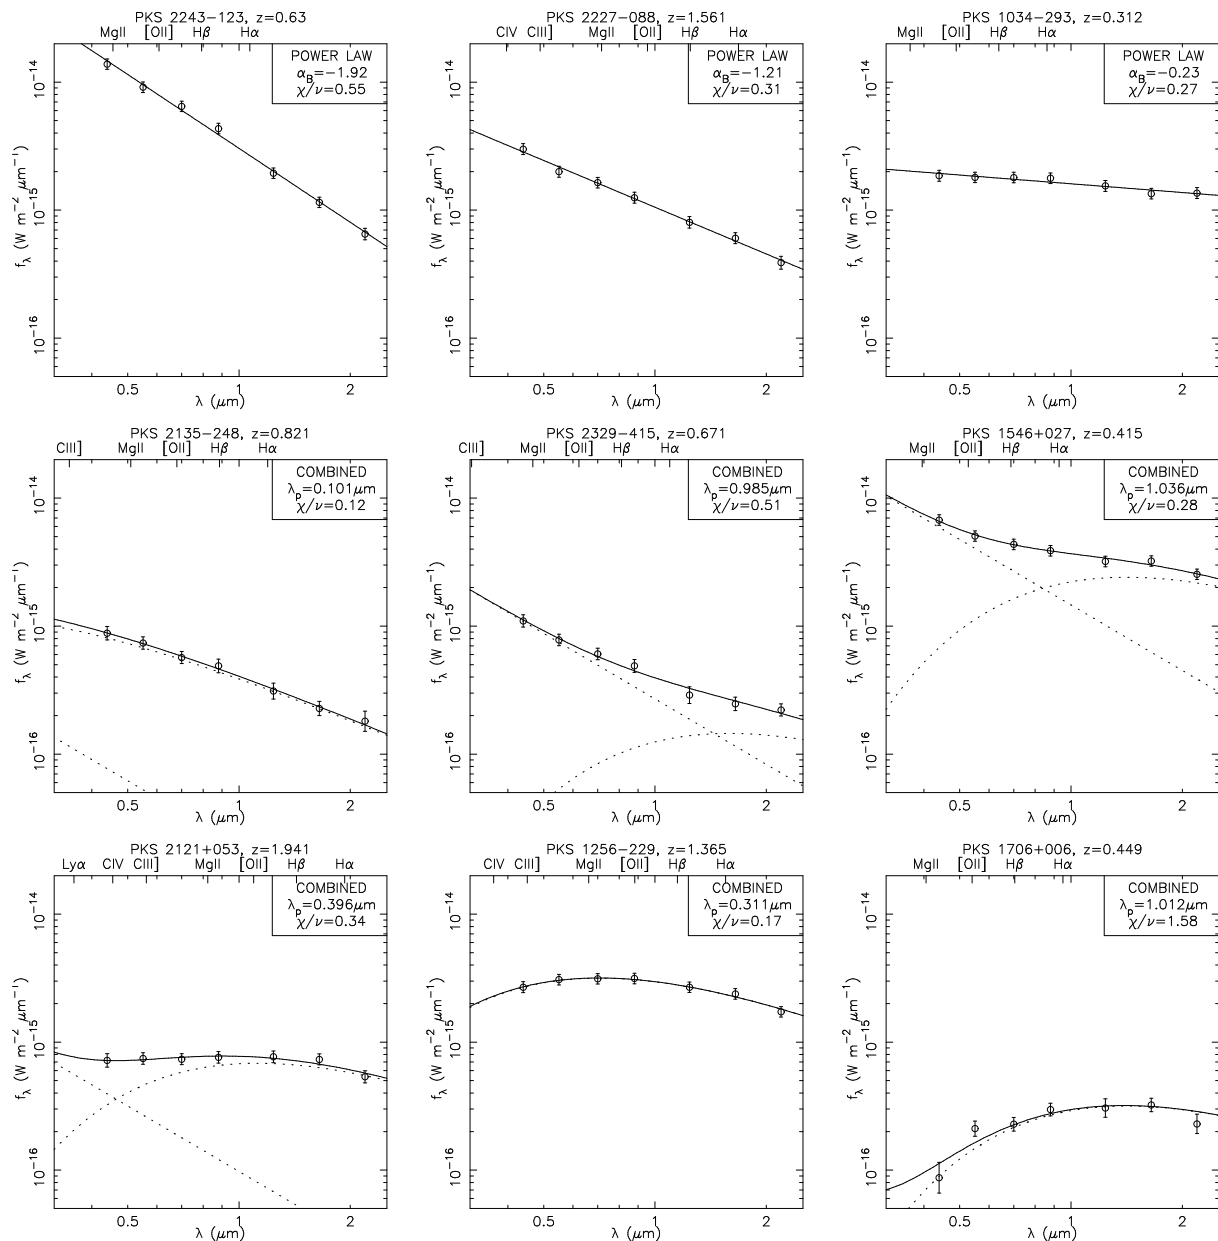 PKS 2243−123, z=0.63
MgII [OII] Hβ Hα
POWER LAW
α_B=−1.92
χ/ν=0.55
10⁻¹⁴
10⁻¹⁵
10⁻¹⁶
f_λ (W m⁻² μm⁻¹)
0.5 1 2
λ (μm)
PKS 2227−088, z=1.561
CIV CIII] MgII [OII] Hβ Hα
POWER LAW
α_B=−1.21
χ/ν=0.31
10⁻¹⁴
10⁻¹⁵
10⁻¹⁶
f_λ (W m⁻² μm⁻¹)
0.5 1 2
λ (μm)
PKS 1034−293, z=0.312
MgII [OII] Hβ Hα
POWER LAW
α_B=−0.23
χ/ν=0.27
10⁻¹⁴
10⁻¹⁵
10⁻¹⁶
f_λ (W m⁻² μm⁻¹)
0.5 1 2
λ (μm)
PKS 2135−248, z=0.821
CIII] MgII [OII] Hβ Hα
COMBINED
λ_p=0.101μm
χ/ν=0.12
10⁻¹⁴
10⁻¹⁵
10⁻¹⁶
f_λ (W m⁻² μm⁻¹)
0.5 1 2
λ (μm)
PKS 2329−415, z=0.671
CIII] MgII [OII] Hβ Hα
COMBINED
λ_p=0.985μm
χ/ν=0.51
10⁻¹⁴
10⁻¹⁵
10⁻¹⁶
f_λ (W m⁻² μm⁻¹)
0.5 1 2
λ (μm)
PKS 1546+027, z=0.415
MgII [OII] Hβ Hα
COMBINED
λ_p=1.036μm
χ/ν=0.28
10⁻¹⁴
10⁻¹⁵
10⁻¹⁶
f_λ (W m⁻² μm⁻¹)
0.5 1 2
λ (μm)
PKS 2121+053, z=1.941
Lyα CIV CIII] MgII [OII] Hβ Hα
COMBINED
λ_p=0.396μm
χ/ν=0.34
10⁻¹⁴
10⁻¹⁵
10⁻¹⁶
f_λ (W m⁻² μm⁻¹)
0.5 1 2
λ (μm)
PKS 1256−229, z=1.365
CIV CIII] MgII [OII] Hβ Hα
COMBINED
λ_p=0.311μm
χ/ν=0.17
10⁻¹⁴
10⁻¹⁵
10⁻¹⁶
f_λ (W m⁻² μm⁻¹)
0.5 1 2
λ (μm)
PKS 1706+006, z=0.449
MgII [OII] Hβ Hα
COMBINED
λ_p=1.012μm
χ/ν=1.58
10⁻¹⁴
10⁻¹⁵
10⁻¹⁶
f_λ (W m⁻² μm⁻¹)
0.5 1 2
λ (μm)